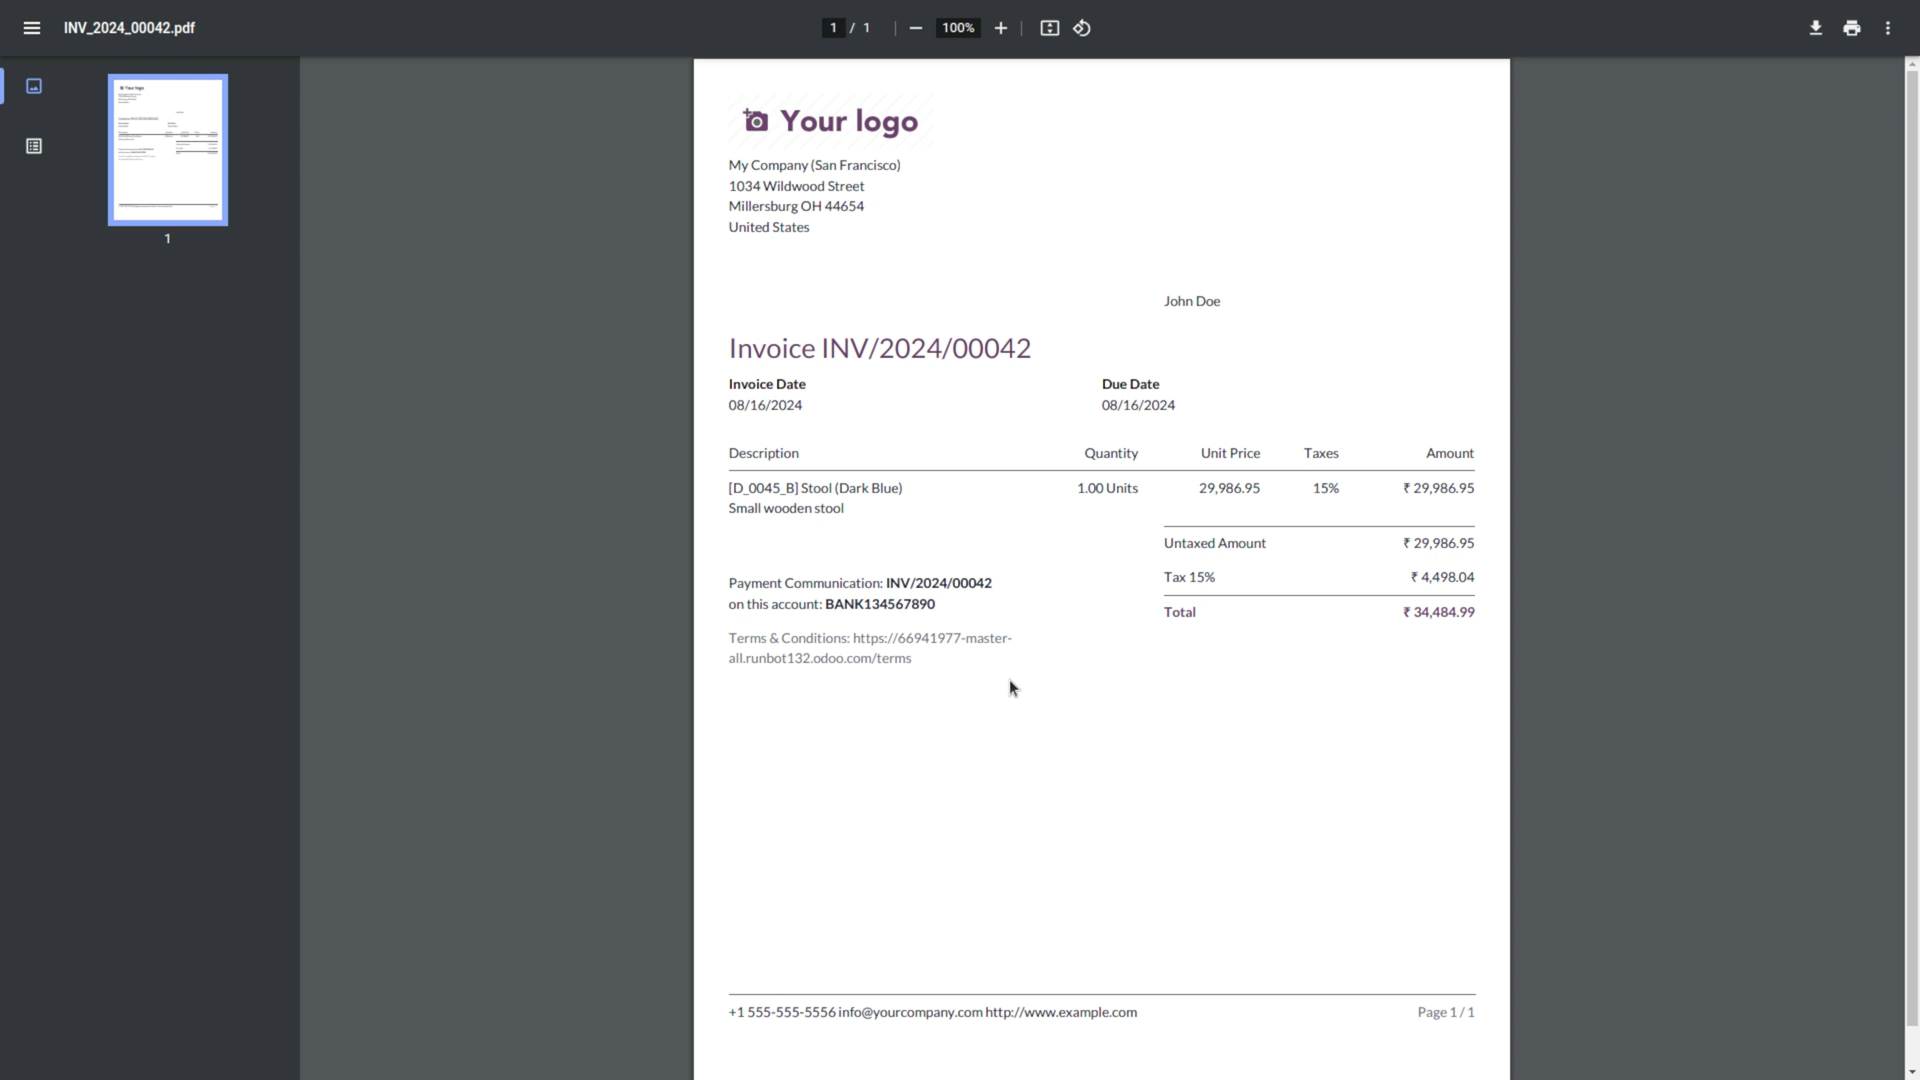 INV_2024_00042.pdf
1 / 1
100%
1
Your logo
My Company (San Francisco)
1034 Wildwood Street
Millersburg OH 44654
United States
John Doe
Invoice INV/2024/00042
Invoice Date Due Date
08/16/2024 08/16/2024
Description Quantity Unit Price Taxes Amount
[D_0045_B] Stool (Dark Blue) 1.00 Units 29,986.95 15% ₹ 29,986.95
Small wooden stool
Untaxed Amount ₹ 29,986.95
Tax 15% ₹ 4,498.04
Total ₹ 34,484.99
Payment Communication: INV/2024/00042
on this account: BANK134567890
Terms & Conditions: https://66941977-master-
all.runbot132.odoo.com/terms
+1 555-555-5556 info@yourcompany.com http://www.example.com Page 1 / 1